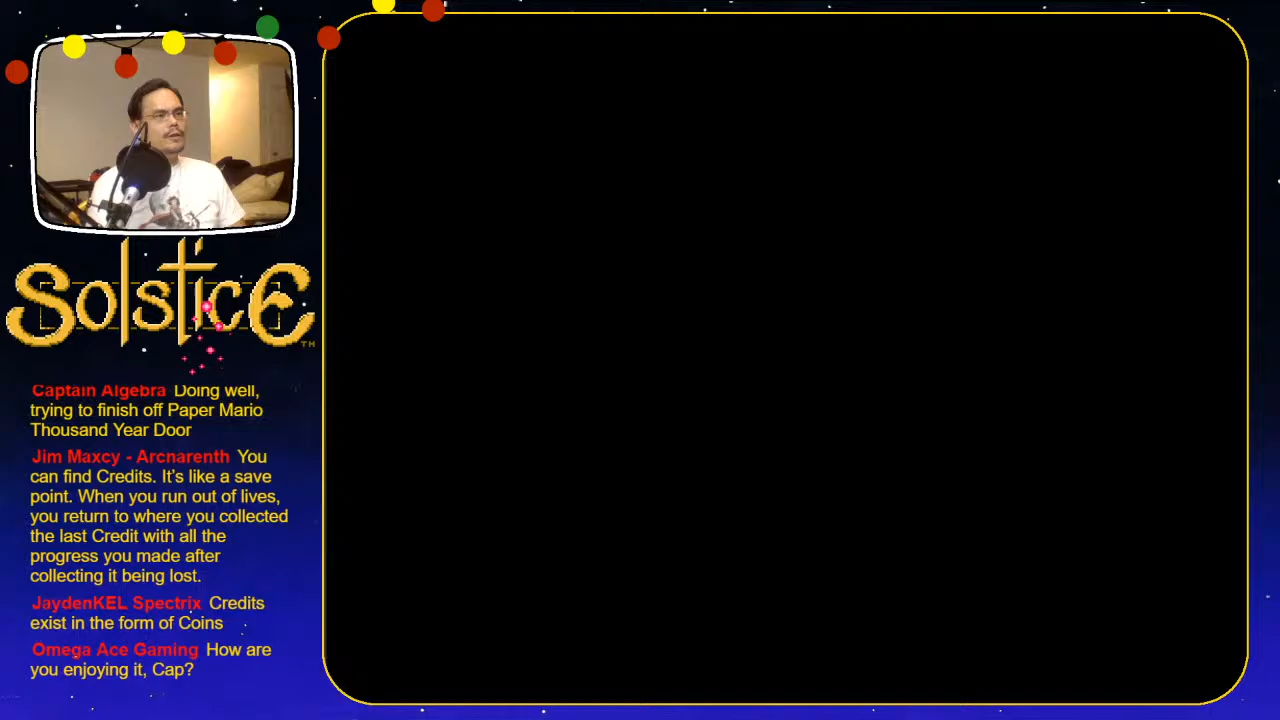 Solstice
TM
Captain Algebra Doing well,
trying to finish off Paper Mario
Thousand Year Door
Jim Maxcy - Arcnarenth You
can find Credits. It's like a save
point. When you run out of lives,
you return to where you collected
the last Credit with all the
progress you made after
collecting it being lost.
JaydenKEL Spectrix Credits
exist in the form of Coins
Omega Ace Gaming How are
you enjoying it, Cap?